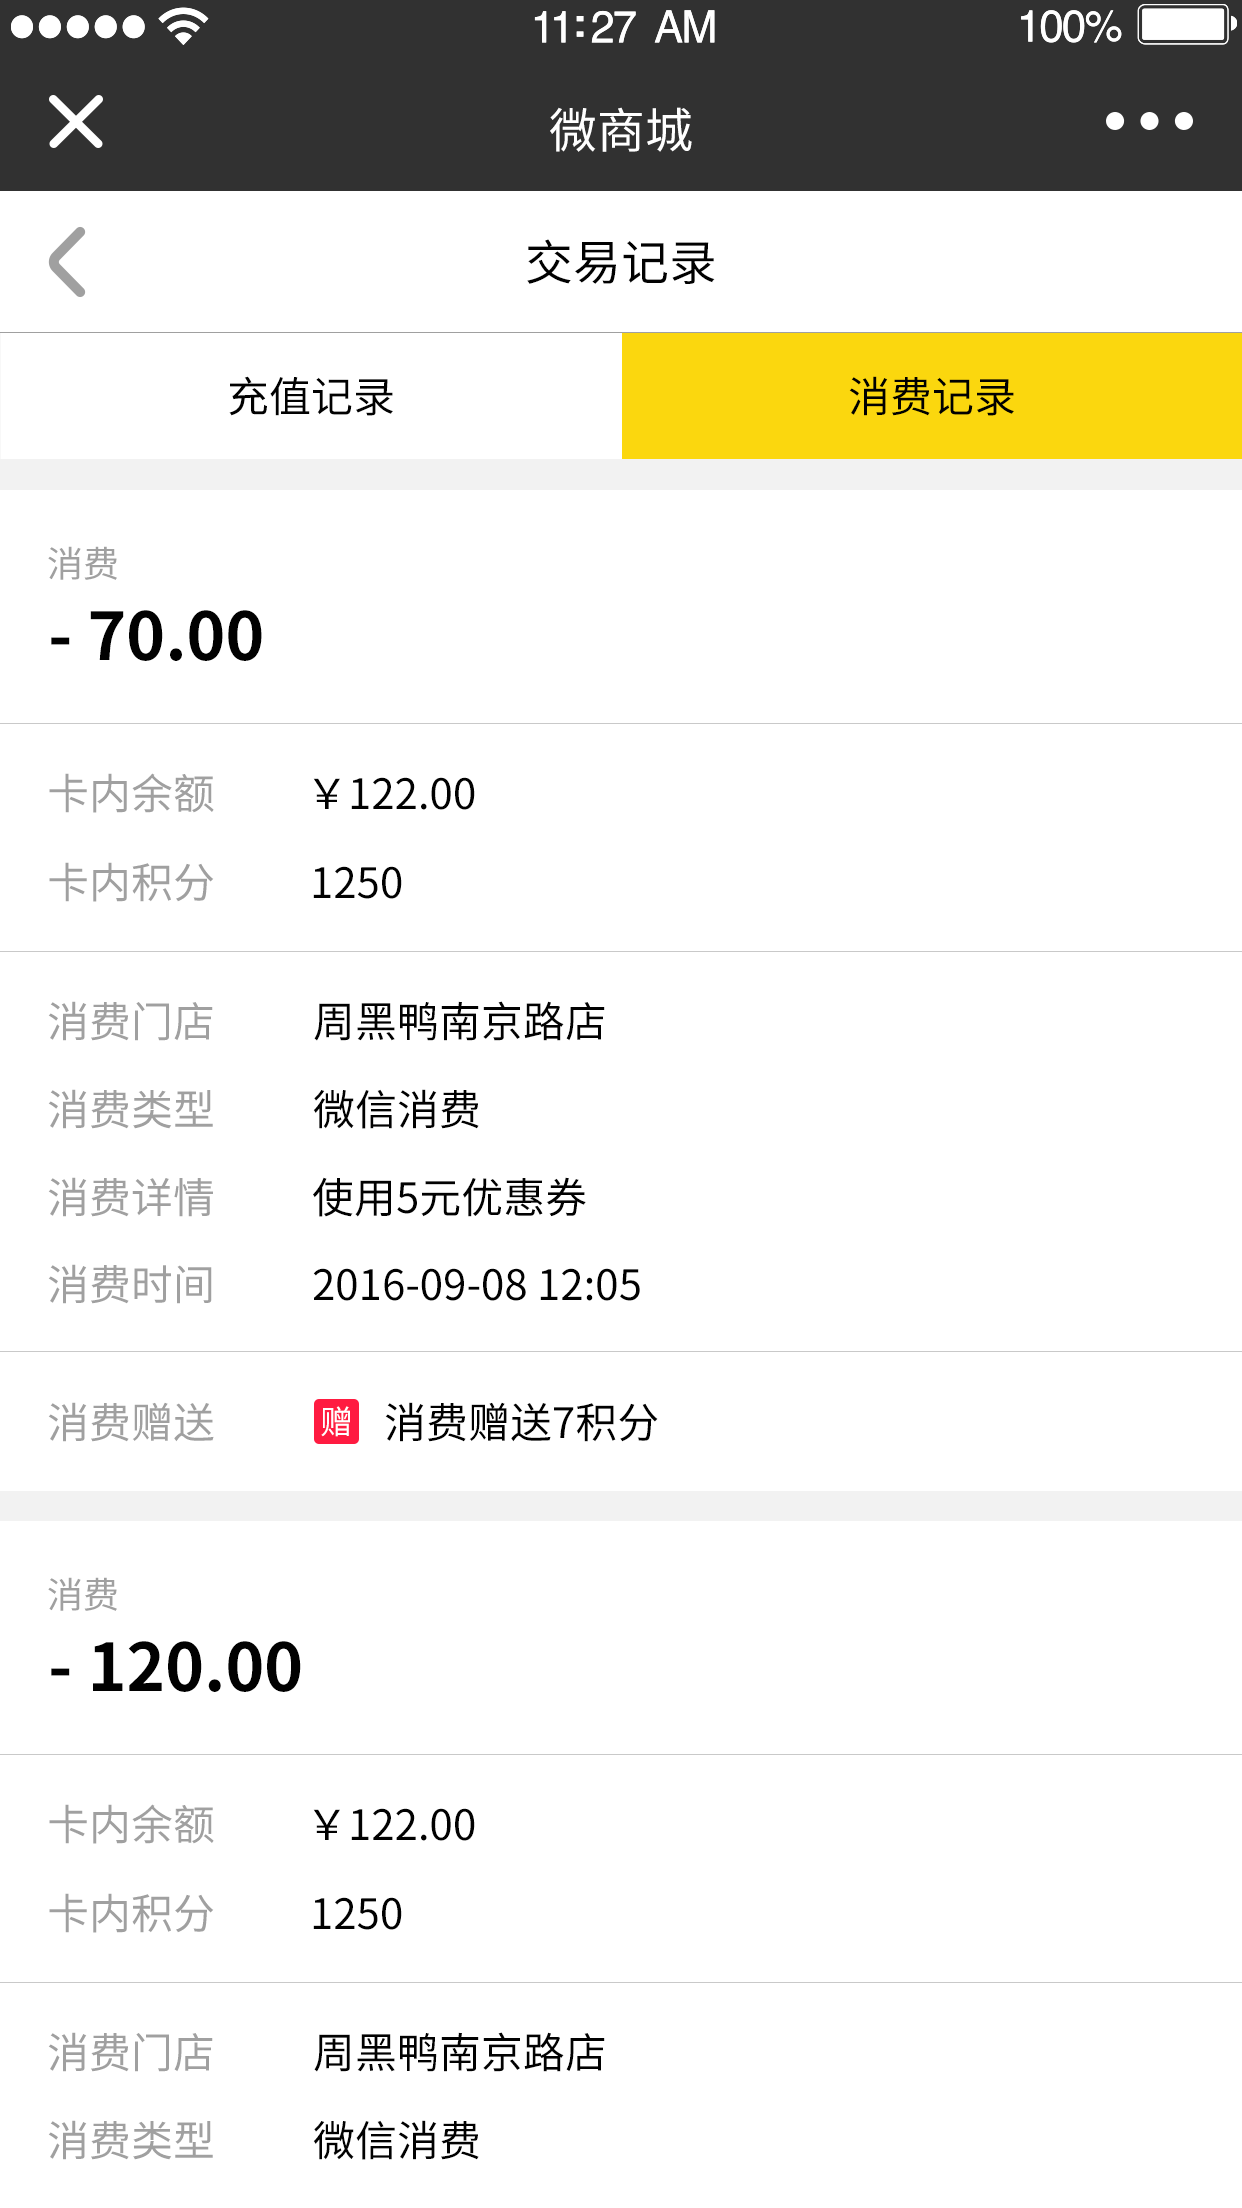 11:27 AM 100%
微商城
交易记录
充值记录 消费记录
消费
- 70.00
卡内余额 ¥122.00
卡内积分 1250
消费门店 周黑鸭南京路店
消费类型 微信消费
消费详情 使用5元优惠券
消费时间 2016-09-08 12:05
消费赠送 赠 消费赠送7积分
消费
- 120.00
卡内余额 ¥122.00
卡内积分 1250
消费门店 周黑鸭南京路店
消费类型 微信消费